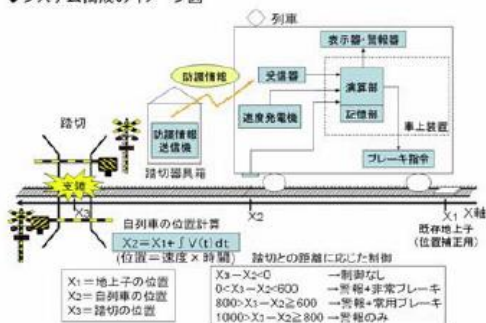 列車
表示器・警報器
防護情報
受信器
演算部
記憶部
速度発電機
車上装置
ブレーキ指令
踏切
防護情報
送信機
踏切器具箱
支障
X₃
X₂
X₁
X軸
既存地上子
(位置補正用)
自列車の位置計算
X₂=X₁+∫V(t)dt
(位置=速度×時間)
踏切との距離に応じた制御
X₁=地上子の位置
X₂=自列車の位置
X₃=踏切の位置
X₃−X₂<0 →制御なし
0<X₃−X₂<600 →警報+非常ブレーキ
800>X₃−X₂≧600 →警報+常用ブレーキ
1000>X₃−X₂≧800 →警報のみ